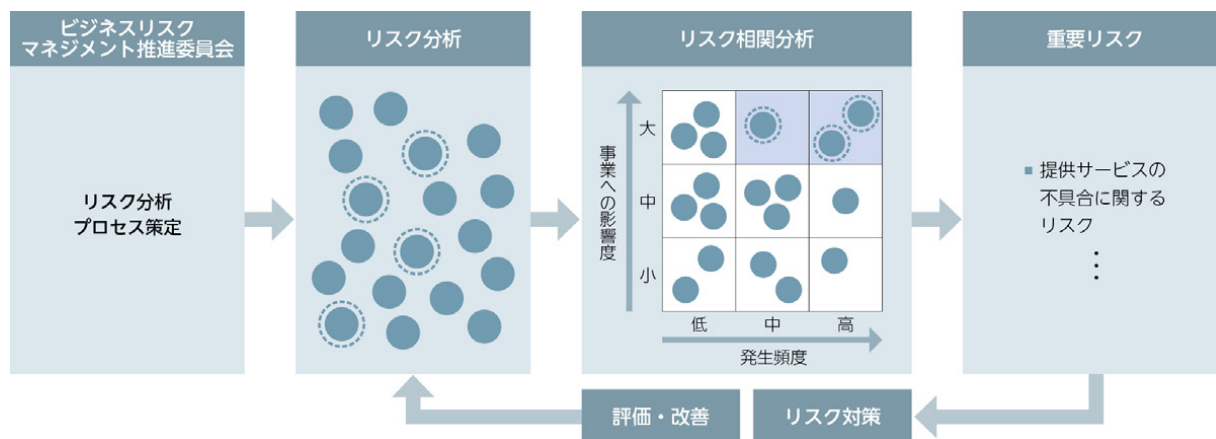 ビジネスリスク
マネジメント推進委員会
リスク分析
プロセス策定
リスク分析
リスク相関分析
事業への影響度
大
中
小
低
中
高
発生頻度
重要リスク
■ 提供サービスの
不具合に関する
リスク
⋮
リスク対策
評価・改善